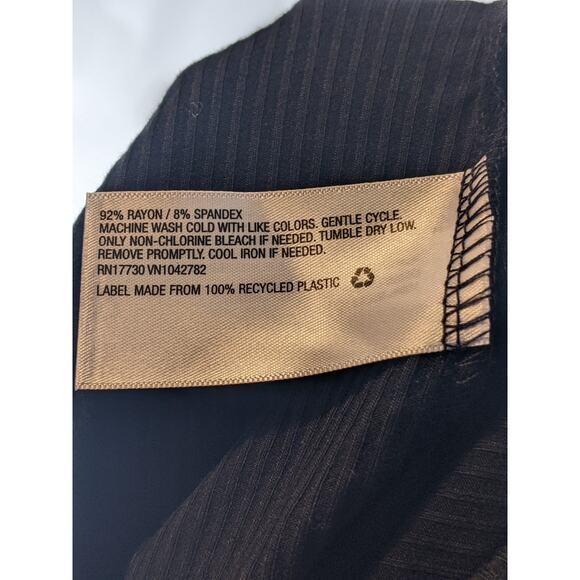 92% RAYON / 8% SPANDEX
MACHINE WASH COLD WITH LIKE COLORS. GENTLE CYCLE.
ONLY NON-CHLORINE BLEACH IF NEEDED. TUMBLE DRY LOW.
REMOVE PROMPTLY. COOL IRON IF NEEDED.
RN17730 VN1042782
LABEL MADE FROM 100% RECYCLED PLASTIC